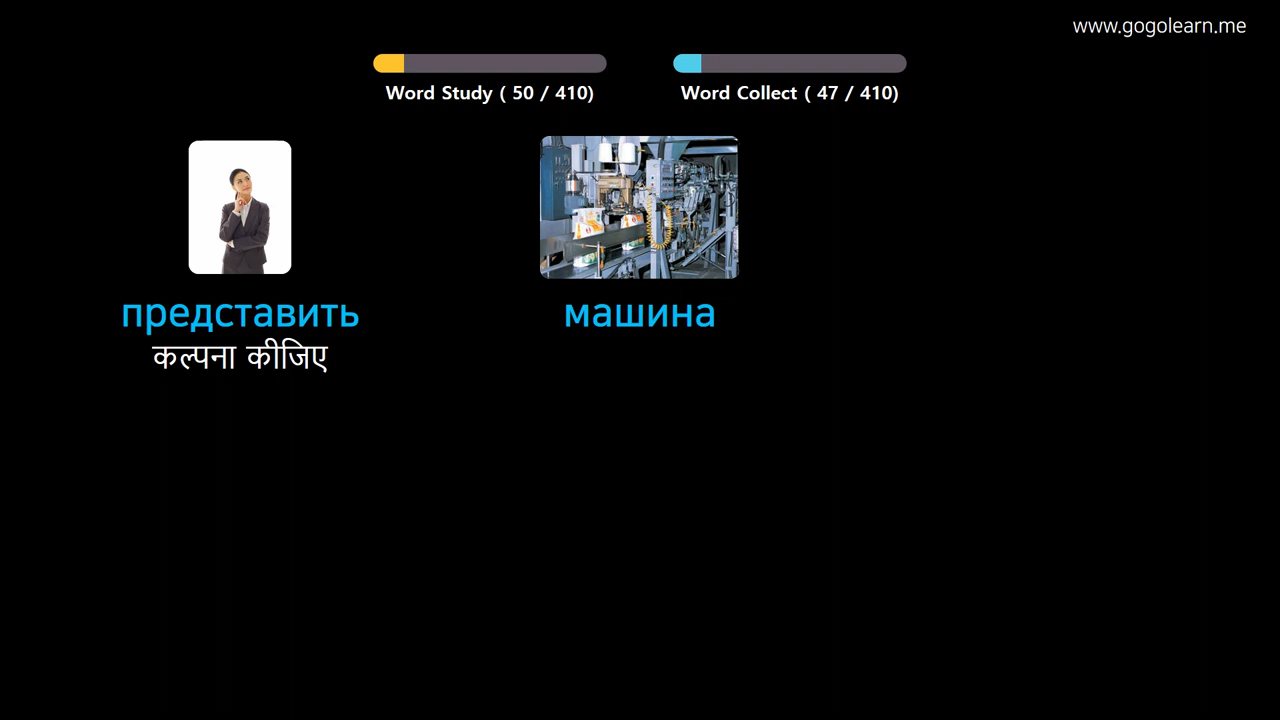 www.gogolearn.me
Word Study ( 50 / 410)
Word Collect ( 47 / 410)
представить
कल्पना कीजिए
машина